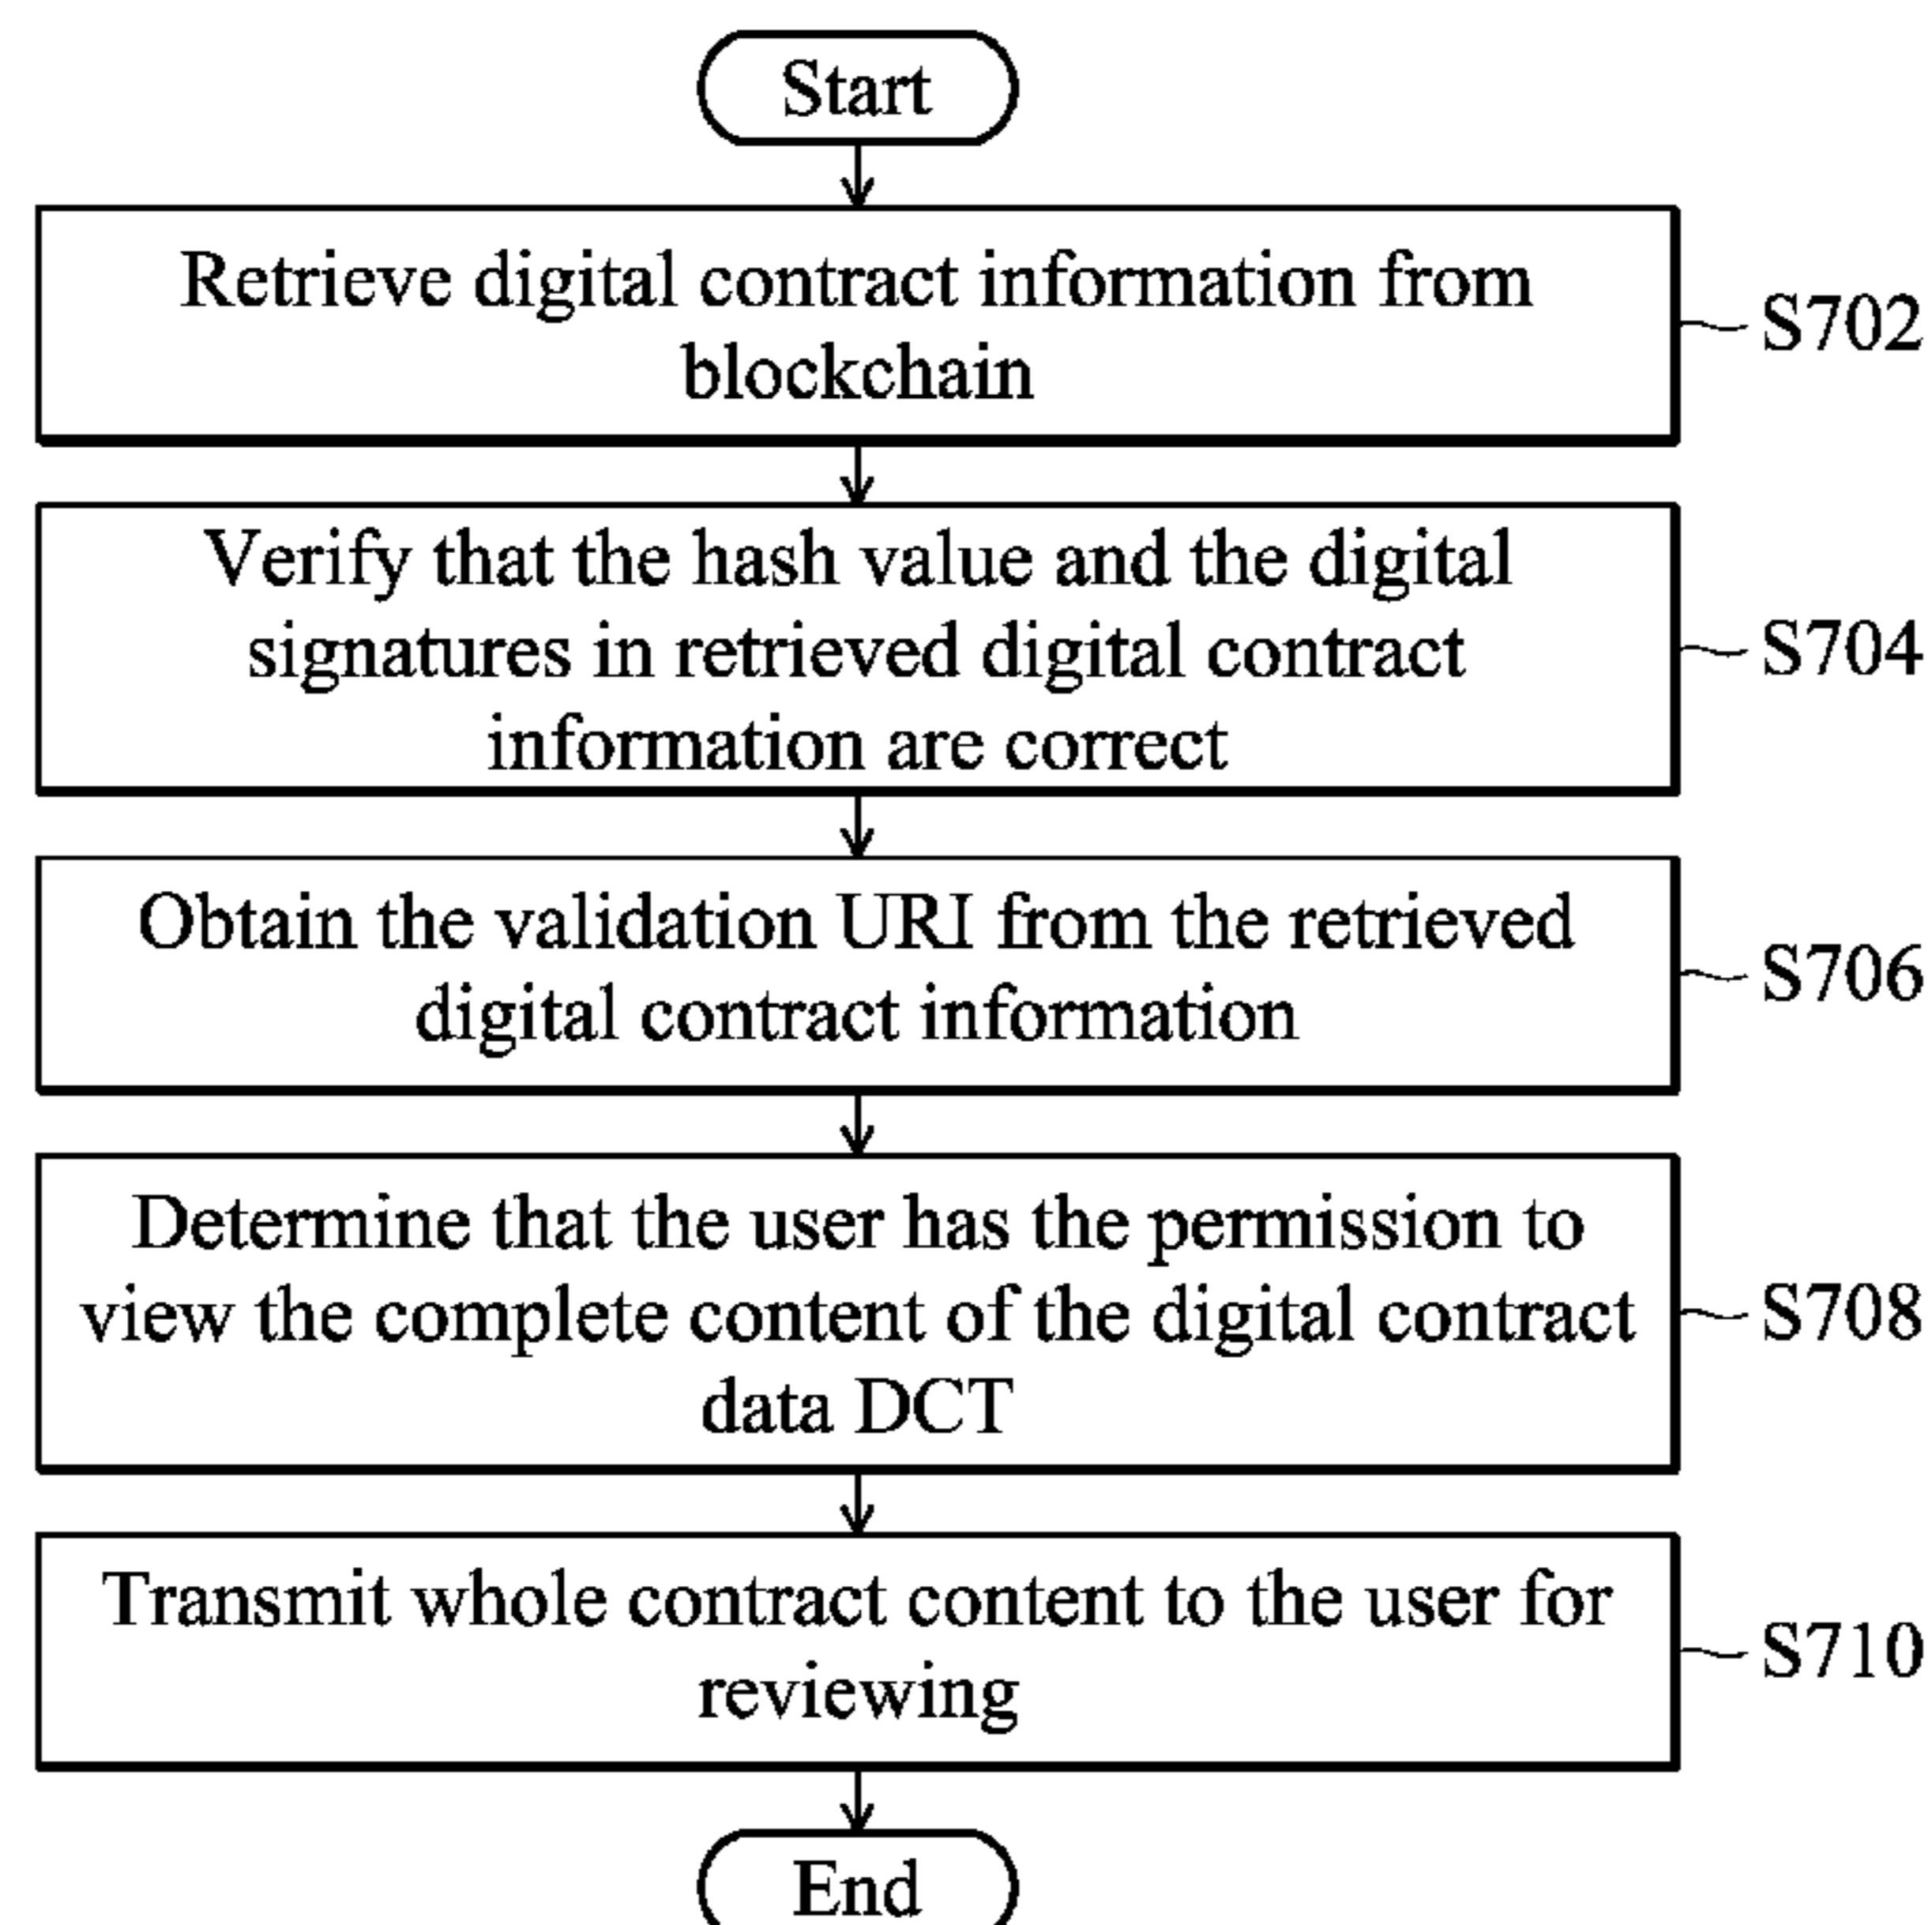 Start
Retrieve digital contract information from
blockchain
S702
Verify that the hash value and the digital
signatures in retrieved digital contract
information are correct
S704
Obtain the validation URI from the retrieved
digital contract information
S706
Determine that the user has the permission to
view the complete content of the digital contract
data DCT
S708
Transmit whole contract content to the user for
reviewing
S710
End